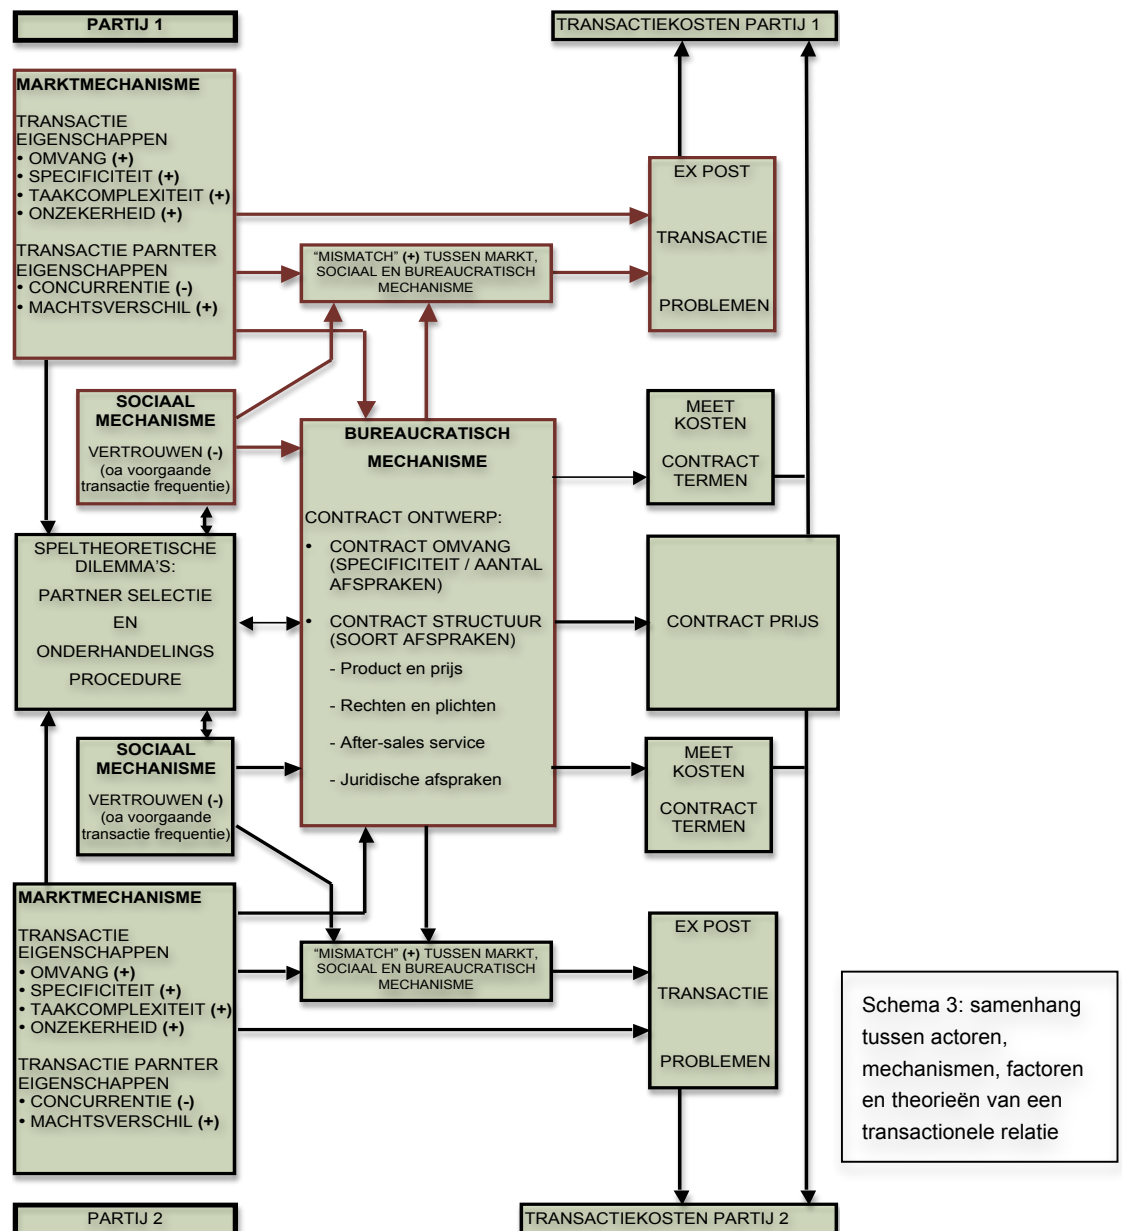 PARTIJ 1
TRANSACTIEKOSTEN PARTIJ 1
MARKTMECHANISME
TRANSACTIE
EIGENSCHAPPEN
• OMVANG (+)
• SPECIFICITEIT (+)
• TAAKCOMPLEXITEIT (+)
• ONZEKERHEID (+)
TRANSACTIE PARNTER
EIGENSCHAPPEN
• CONCURRENTIE (-)
• MACHTSVERSCHIL (+)
"MISMATCH" (+) TUSSEN MARKT,
SOCIAAL EN BUREAUCRATISCH
MECHANISME
EX POST
TRANSACTIE
PROBLEMEN
SOCIAAL
MECHANISME
VERTROUWEN (-)
(oa voorgaande
transactie frequentie)
BUREAUCRATISCH
MECHANISME
CONTRACT ONTWERP:
• CONTRACT OMVANG
(SPECIFICITEIT / AANTAL
AFSPRAKEN)
• CONTRACT STRUCTUUR
(SOORT AFSPRAKEN)
- Product en prijs
- Rechten en plichten
- After-sales service
- Juridische afspraken
MEET
KOSTEN
CONTRACT
TERMEN
SPELTHEORETISCHE
DILEMMA'S:
PARTNER SELECTIE
EN
ONDERHANDELINGS
PROCEDURE
CONTRACT PRIJS
SOCIAAL
MECHANISME
VERTROUWEN (-)
(oa voorgaande
transactie frequentie)
MEET
KOSTEN
CONTRACT
TERMEN
MARKTMECHANISME
TRANSACTIE
EIGENSCHAPPEN
• OMVANG (+)
• SPECIFICITEIT (+)
• TAAKCOMPLEXITEIT (+)
• ONZEKERHEID (+)
TRANSACTIE PARNTER
EIGENSCHAPPEN
• CONCURRENTIE (-)
• MACHTSVERSCHIL (+)
"MISMATCH" (+) TUSSEN MARKT,
SOCIAAL EN BUREAUCRATISCH
MECHANISME
EX POST
TRANSACTIE
PROBLEMEN
Schema 3: samenhang
tussen actoren,
mechanismen, factoren
en theorieën van een
transactionele relatie
PARTIJ 2
TRANSACTIEKOSTEN PARTIJ 2